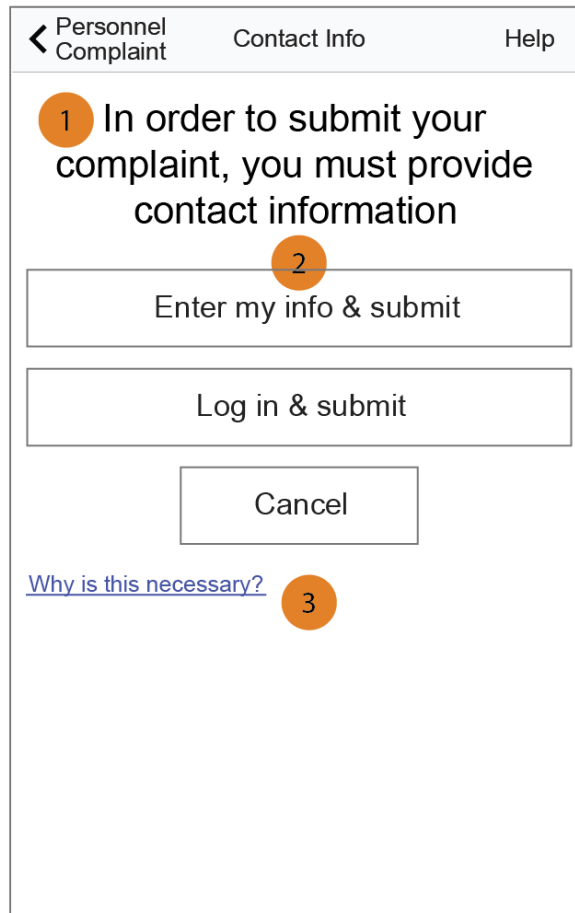 Personnel
Complaint
Contact Info
Help
1 In order to submit your
complaint, you must provide
contact information
2
Enter my info & submit
Log in & submit
Cancel
Why is this necessary?
3